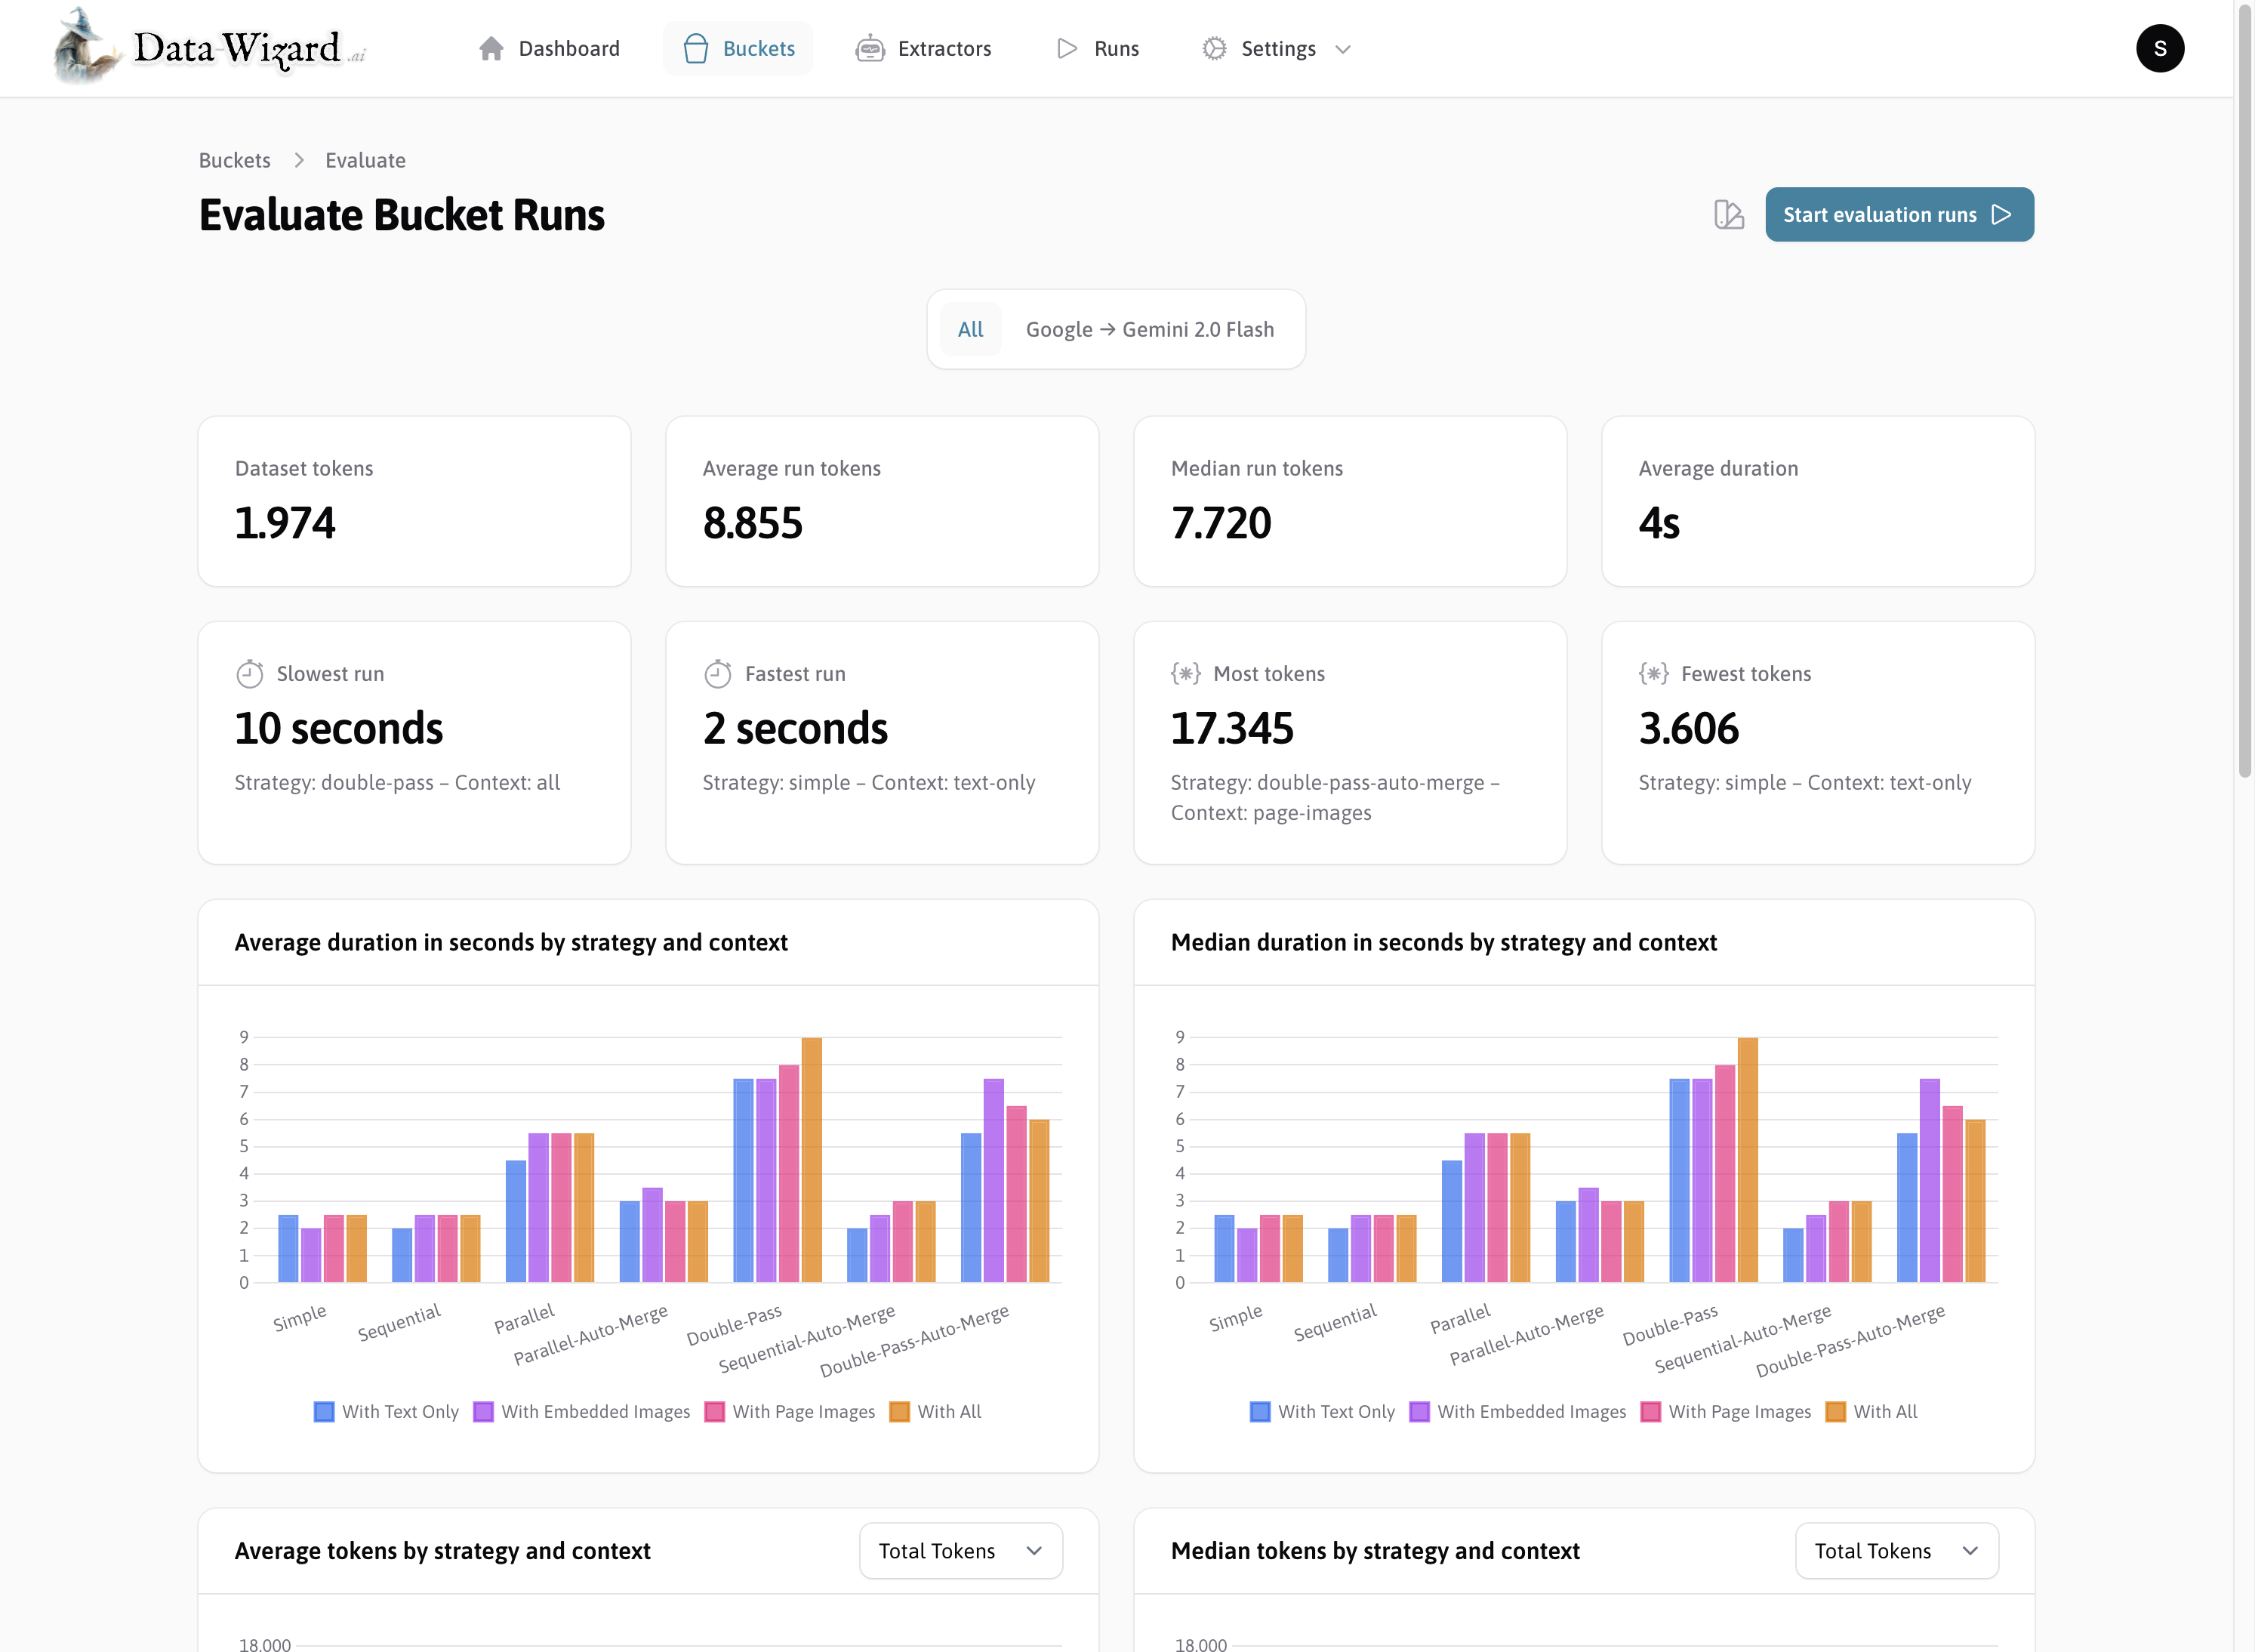 Data Wizard .ai
Dashboard
Buckets
Extractors
Runs
Settings
S
Buckets > Evaluate
Evaluate Bucket Runs
Start evaluation runs
All
Google → Gemini 2.0 Flash
Dataset tokens
1.974
Average run tokens
8.855
Median run tokens
7.720
Average duration
4s
Slowest run
10 seconds
Strategy: double-pass – Context: all
Fastest run
2 seconds
Strategy: simple – Context: text-only
{*} Most tokens
17.345
Strategy: double-pass-auto-merge –
Context: page-images
{*} Fewest tokens
3.606
Strategy: simple – Context: text-only
Average duration in seconds by strategy and context
9
8
7
6
5
4
3
2
1
0
Simple
Sequential
Parallel
Parallel-Auto-Merge
Double-Pass
Sequential-Auto-Merge
Double-Pass-Auto-Merge
With Text Only
With Embedded Images
With Page Images
With All
Median duration in seconds by strategy and context
9
8
7
6
5
4
3
2
1
0
Simple
Sequential
Parallel
Parallel-Auto-Merge
Double-Pass
Sequential-Auto-Merge
Double-Pass-Auto-Merge
With Text Only
With Embedded Images
With Page Images
With All
Average tokens by strategy and context
Total Tokens
18.000
Median tokens by strategy and context
Total Tokens
18.000